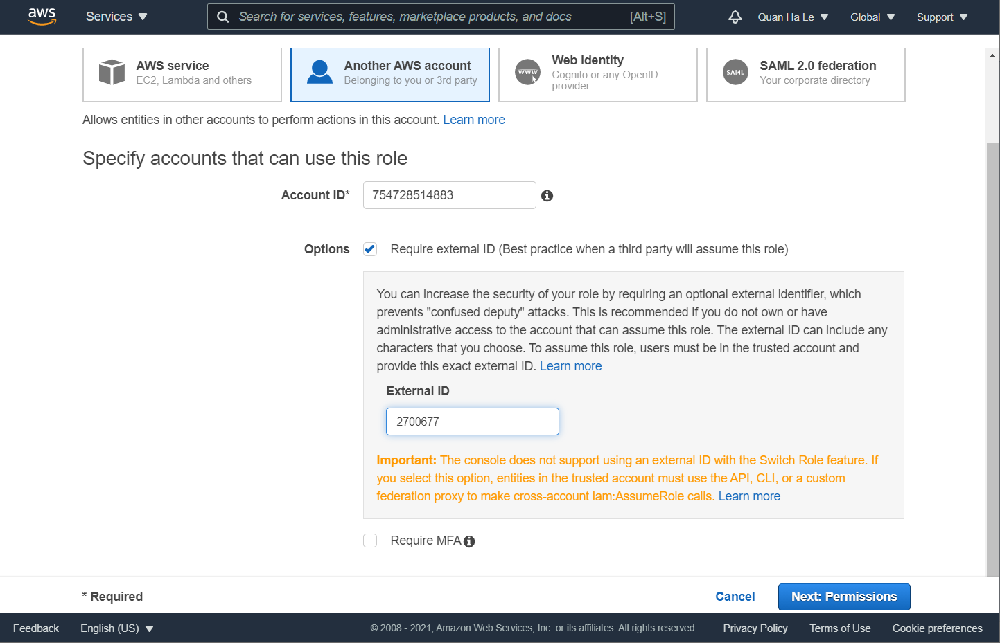 aws Services Search for services, features, marketplace products, and docs [Alt+S] Quan Ha Le Global Support
AWS service
EC2, Lambda and others
Another AWS account
Belonging to you or 3rd party
www
Web identity
Cognito or any OpenID
provider
SAML
SAML 2.0 federation
Your corporate directory
Allows entities in other accounts to perform actions in this account. Learn more
Specify accounts that can use this role
Account ID* 754728514883
Options Require external ID (Best practice when a third party will assume this role)
You can increase the security of your role by requiring an optional external identifier, which
prevents "confused deputy" attacks. This is recommended if you do not own or have
administrative access to the account that can assume this role. The external ID can include any
characters that you choose. To assume this role, users must be in the trusted account and
provide this exact external ID. Learn more
External ID
2700677
Important: The console does not support using an external ID with the Switch Role feature. If
you select this option, entities in the trusted account must use the API, CLI, or a custom
federation proxy to make cross-account iam:AssumeRole calls. Learn more
Require MFA
* Required Cancel Next: Permissions
Feedback English (US) © 2008 - 2021, Amazon Web Services, Inc. or its affiliates. All rights reserved. Privacy Policy Terms of Use Cookie preferences